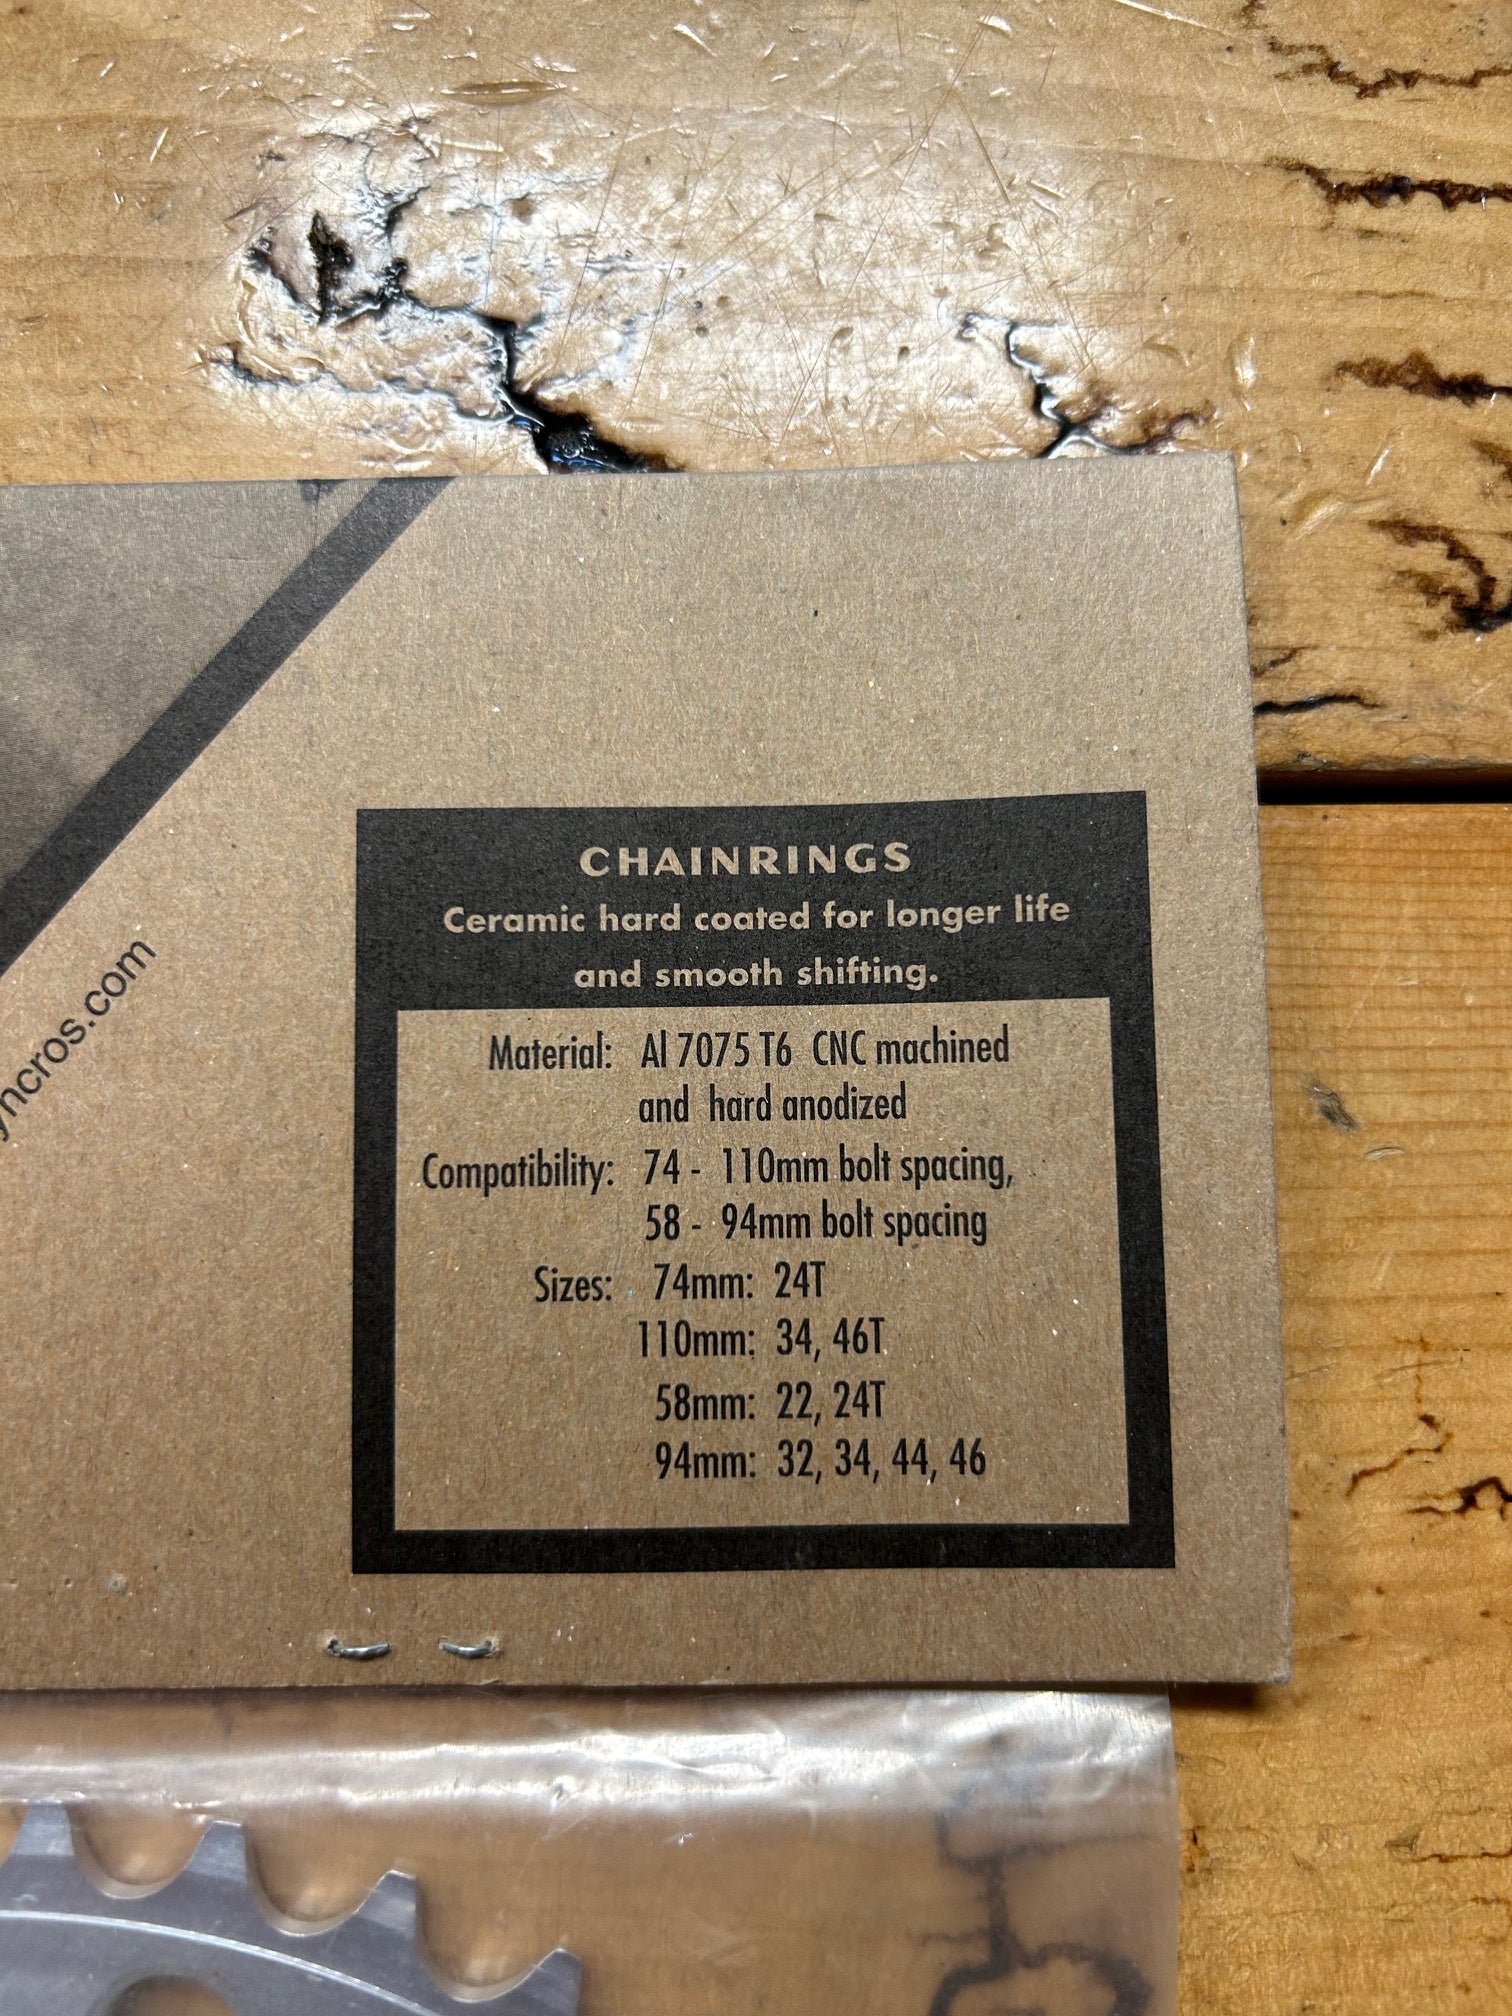 yncros.com
CHAINRINGS
Ceramic hard coated for longer life
and smooth shifting.
Material: Al 7075 T6 CNC machined
and hard anodized
Compatibility: 74 - 110mm bolt spacing,
58 - 94mm bolt spacing
Sizes: 74mm: 24T
110mm: 34, 46T
58mm: 22, 24T
94mm: 32, 34, 44, 46